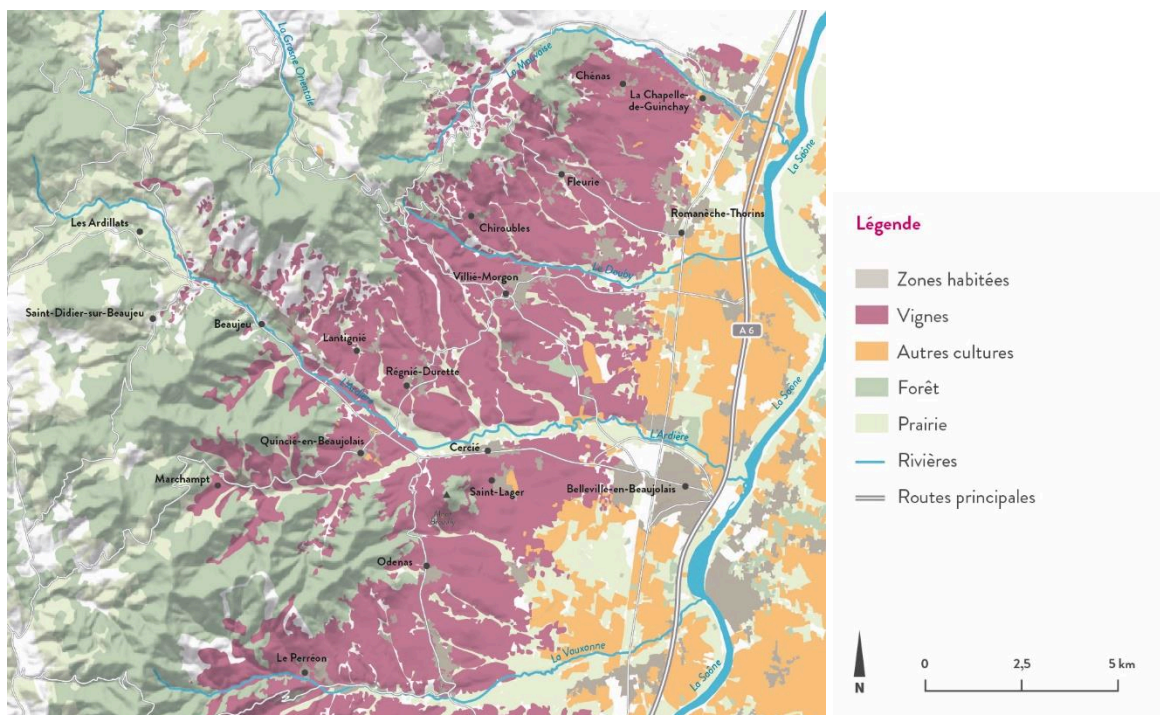 La Grosne Orientale
La Mauvaise
Chénas
La Chapelle-
de-Guinchay
La Saône
Fleurie
Les Ardillats
Chiroubles
Romanèche-Thorins
Le Douby
Villié-Morgon
Saint-Didier-sur-Beaujeu
Beaujeu
A 6
Lantignié
Régnié-Durette
L'Ardière
La Saône
Quincié-en-Beaujolais
Cercié
L'Ardière
Marchampt
Saint-Lager
Belleville-en-Beaujolais
Odenas
La Vauxonne
Le Perréon
La Saône
Légende
Zones habitées
Vignes
Autres cultures
Forêt
Prairie
Rivières
Routes principales
N
0 2,5 5 km